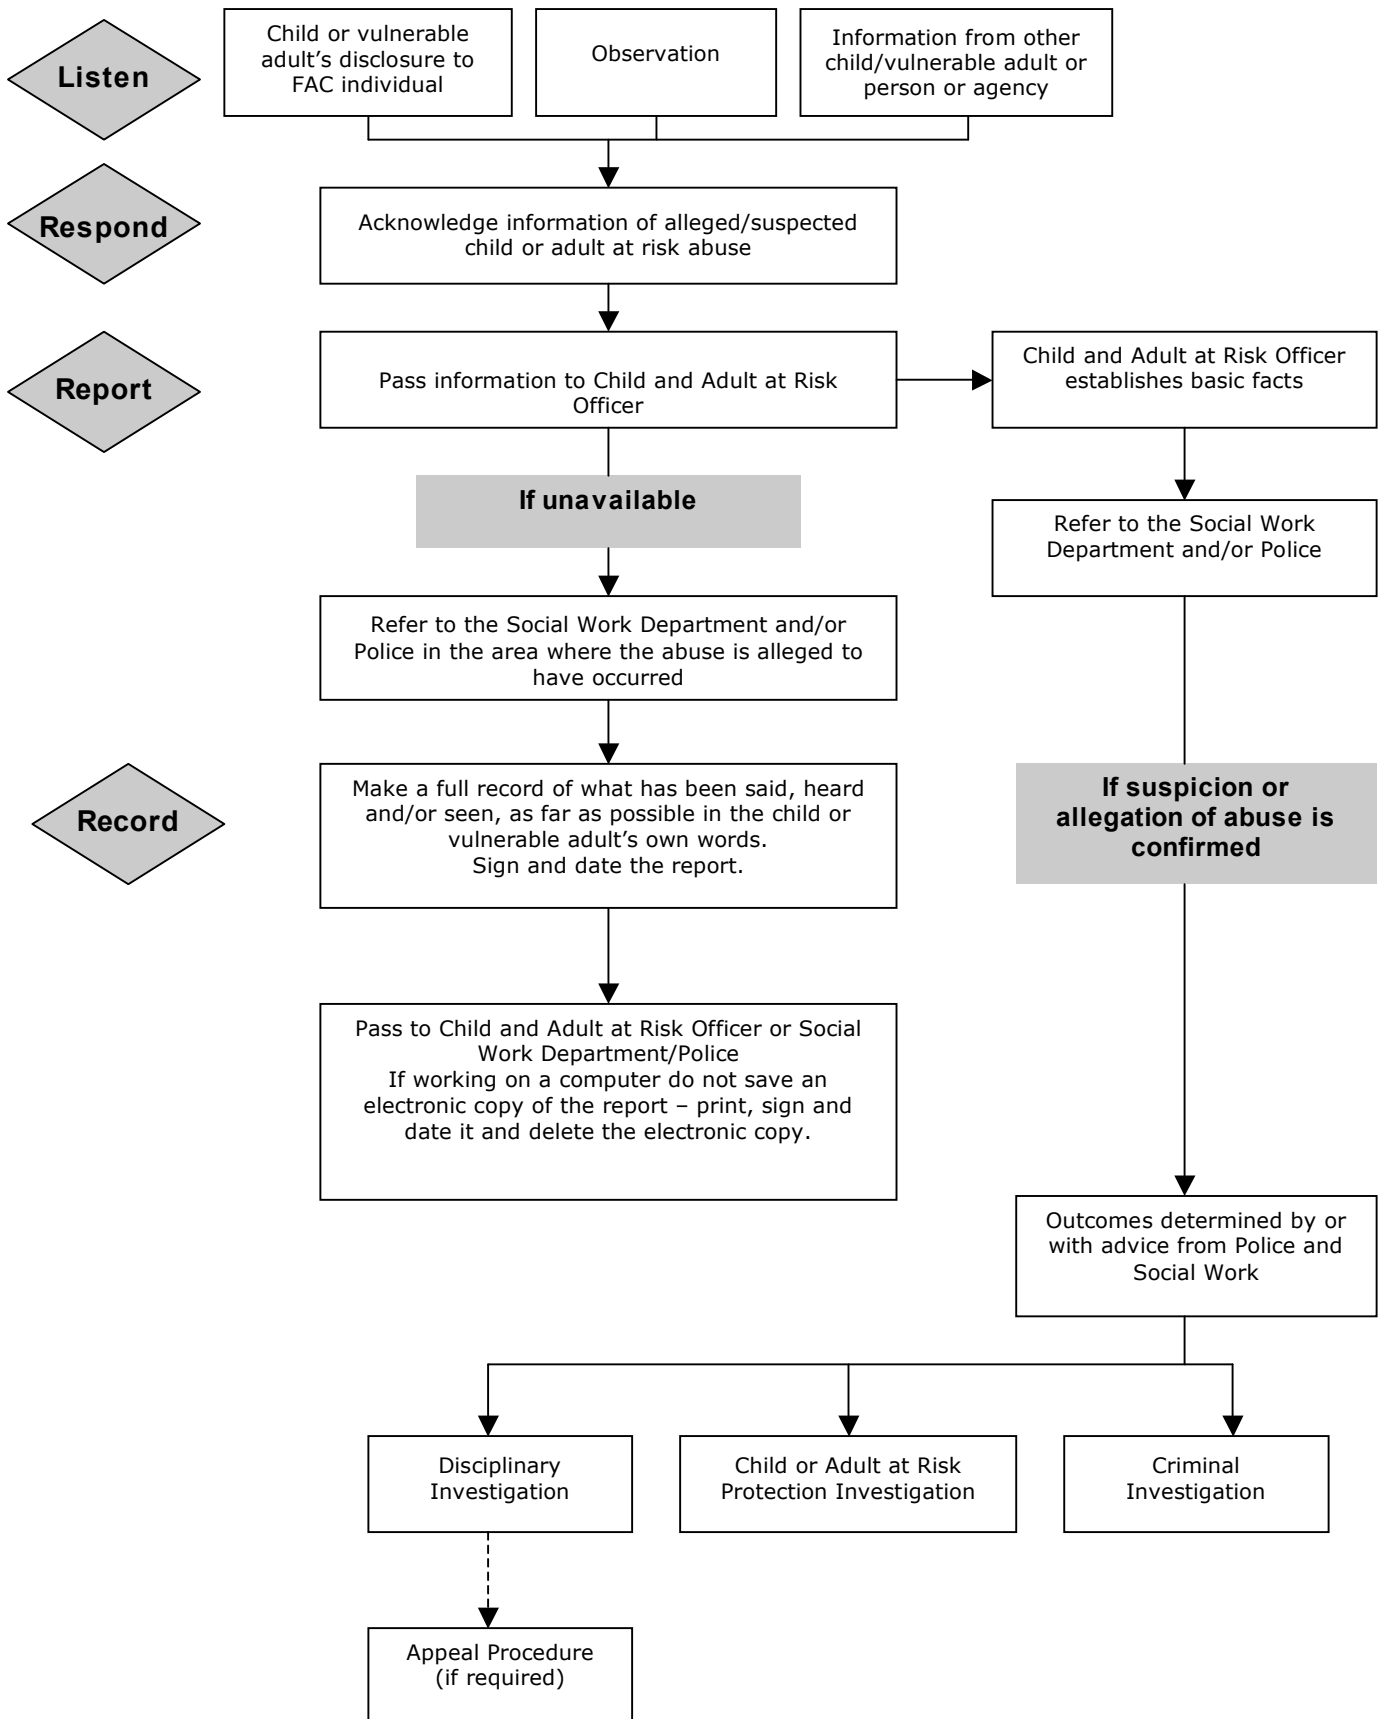 Listen
Child or vulnerable
adult's disclosure to
FAC individual
Observation
Information from other
child/vulnerable adult or
person or agency
Respond
Acknowledge information of alleged/suspected
child or adult at risk abuse
Report
Pass information to Child and Adult at Risk
Officer
Child and Adult at Risk Officer
establishes basic facts
If unavailable
Refer to the Social Work
Department and/or Police
Refer to the Social Work Department and/or
Police in the area where the abuse is alleged to
have occurred
Record
Make a full record of what has been said, heard
and/or seen, as far as possible in the child or
vulnerable adult's own words.
Sign and date the report.
If suspicion or
allegation of abuse is
confirmed
Pass to Child and Adult at Risk Officer or Social
Work Department/Police
If working on a computer do not save an
electronic copy of the report – print, sign and
date it and delete the electronic copy.
Outcomes determined by or
with advice from Police and
Social Work
Disciplinary
Investigation
Child or Adult at Risk
Protection Investigation
Criminal
Investigation
Appeal Procedure
(if required)